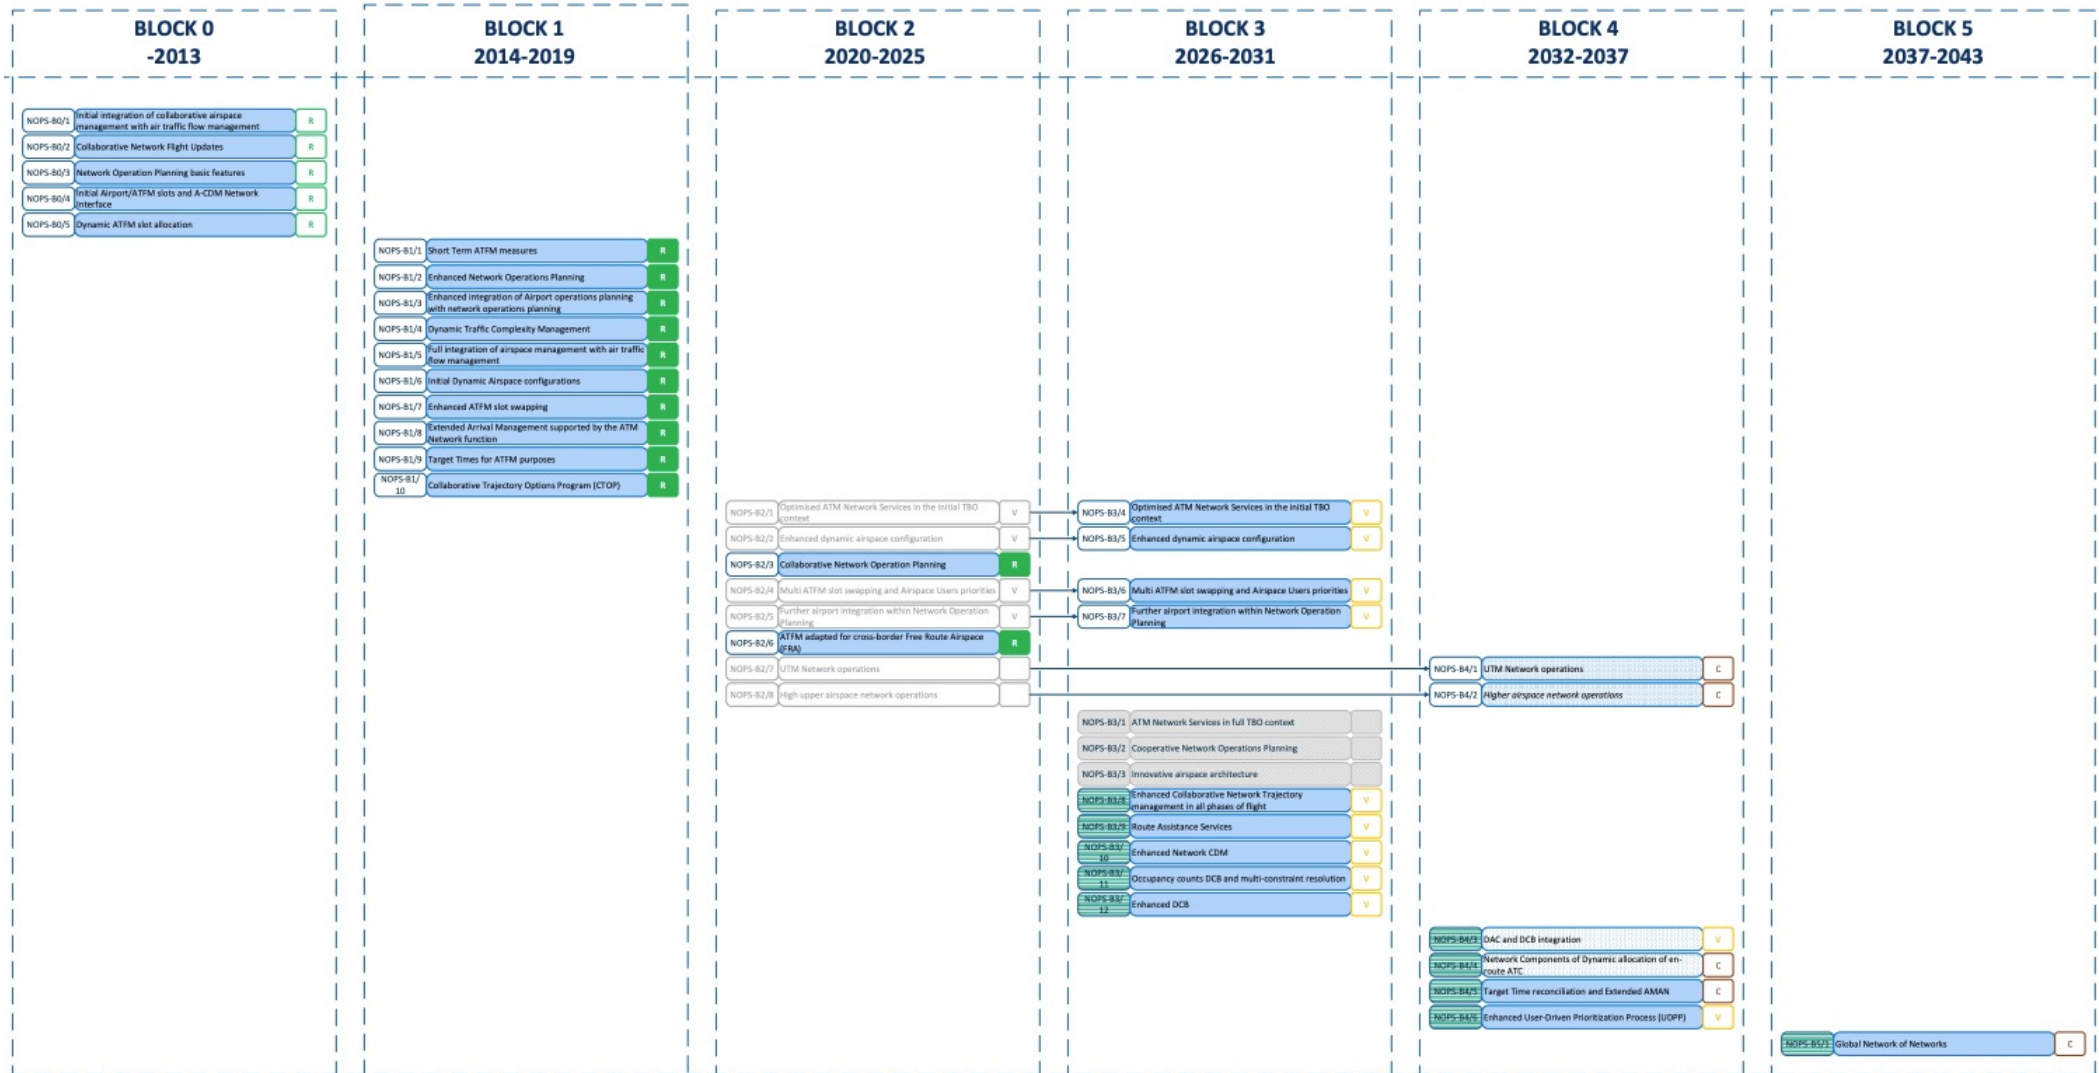 BLOCK 0
-2013
BLOCK 1
2014-2019
BLOCK 2
2020-2025
BLOCK 3
2026-2031
BLOCK 4
2032-2037
BLOCK 5
2037-2043
NOPS-B0/1
Initial integration of collaborative airspace
management with air traffic flow management
R
NOPS-B0/2
Collaborative Network Flight Updates
R
NOPS-B0/3
Network Operation Planning basic features
R
NOPS-B0/4
Initial Airport/ATFM slots and A-CDM Network
Interface
R
NOPS-B0/5
Dynamic ATFM slot allocation
R
NOPS-B1/1
Short Term ATFM measures
R
NOPS-B1/2
Enhanced Network Operations Planning
R
NOPS-B1/3
Enhanced integration of Airport operations planning
with network operations planning
R
NOPS-B1/4
Dynamic Traffic Complexity Management
R
NOPS-B1/5
Full integration of airspace management with air traffic
flow management
R
NOPS-B1/6
Initial Dynamic Airspace configurations
R
NOPS-B1/7
Enhanced ATFM slot swapping
R
NOPS-B1/8
Extended Arrival Management supported by the ATM
Network function
R
NOPS-B1/9
Target Times for ATFM purposes
R
NOPS-B1/
10
Collaborative Trajectory Options Program (CTOP)
R
NOPS-B2/1
Optimised ATM Network Services in the initial TBO
context
V
NOPS-B3/4
Optimised ATM Network Services in the initial TBO
context
V
NOPS-B2/2
Enhanced dynamic airspace configuration
V
NOPS-B3/5
Enhanced dynamic airspace configuration
V
NOPS-B2/3
Collaborative Network Operation Planning
R
NOPS-B2/4
Multi ATFM slot swapping and Airspace Users priorities
V
NOPS-B3/6
Multi ATFM slot swapping and Airspace Users priorities
V
NOPS-B2/5
Further airport integration within Network Operation
Planning
V
NOPS-B3/7
Further airport integration within Network Operation
Planning
V
NOPS-B2/6
ATFM adapted for cross-border Free Route Airspace
(FRA)
R
NOPS-B2/7
UTM Network operations
NOPS-B4/1
UTM Network operations
C
NOPS-B2/8
High upper airspace network operations
NOPS-B4/2
Higher airspace network operations
C
NOPS-B3/1
ATM Network Services in full TBO context
NOPS-B3/2
Cooperative Network Operations Planning
NOPS-B3/3
Innovative airspace architecture
NOPS-B3/8
Enhanced Collaborative Network Trajectory
management in all phases of flight
V
NOPS-B3/9
Route Assistance Services
V
NOPS-B3/
10
Enhanced Network CDM
V
NOPS-B3/
11
Occupancy counts DCB and multi-constraint resolution
V
NOPS-B3/
12
Enhanced DCB
V
NOPS-B4/3
DAC and DCB integration
V
NOPS-B4/4
Network Components of Dynamic allocation of en-
route ATC
C
NOPS-B4/5
Target Time reconciliation and Extended AMAN
C
NOPS-B4/6
Enhanced User-Driven Prioritization Process (UDPP)
V
NOPS-B5/1
Global Network of Networks
C